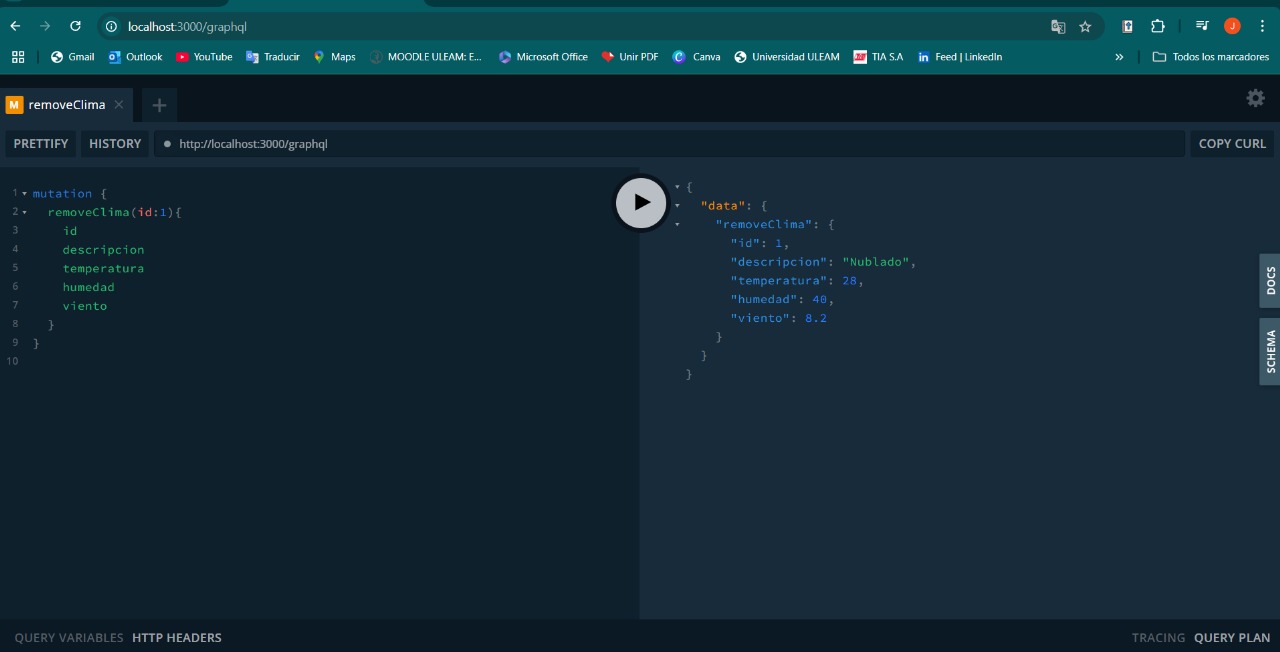 localhost:3000/graphql
Gmail Outlook YouTube Traducir Maps MOODLE ULEAM: E... Microsoft Office Unir PDF Canva Universidad ULEAM TIA S.A Feed | LinkedIn » Todos los marcadores
M removeClima
PRETTIFY HISTORY http://localhost:3000/graphql COPY CURL
1 mutation {
2 removeClima(id:1){
3 id
4 descripcion
5 temperatura
6 humedad
7 viento
8 }
9 }
10
{
"data": {
"removeClima": {
"id": 1,
"descripcion": "Nublado",
"temperatura": 28,
"humedad": 40,
"viento": 8.2
}
}
}
DOCS
SCHEMA
QUERY VARIABLES HTTP HEADERS TRACING QUERY PLAN